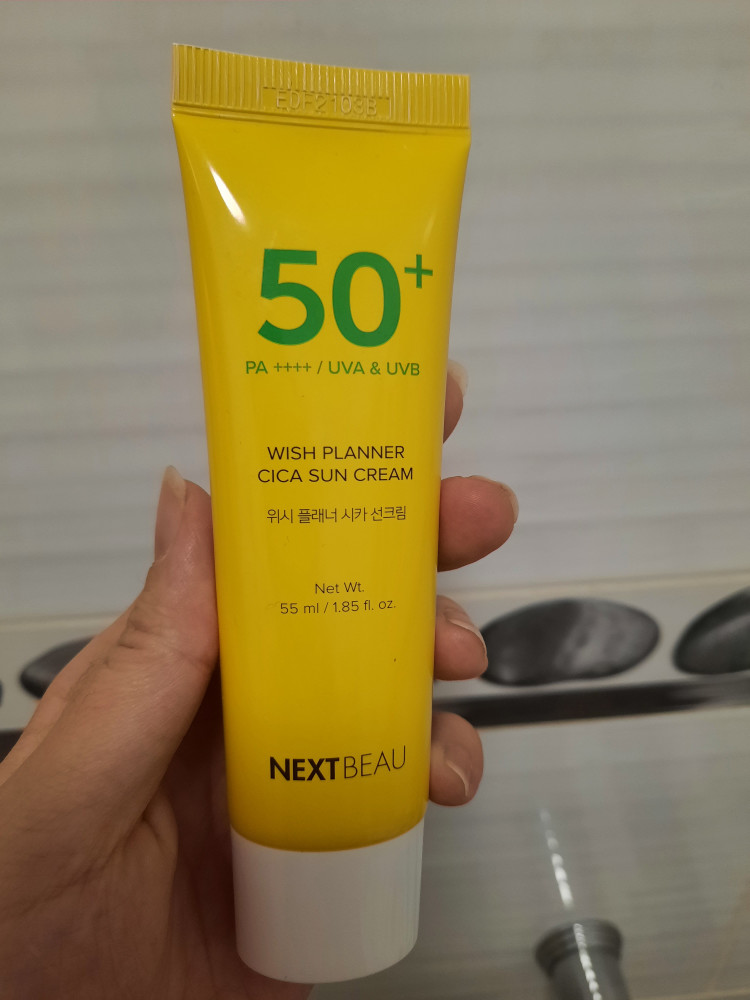 EDF2103B
50+
PA ++++ / UVA & UVB
WISH PLANNER
CICA SUN CREAM
위시 플래너 시카 선크림
Net Wt.
55 ml / 1.85 fl. oz.
NEXTBEAU